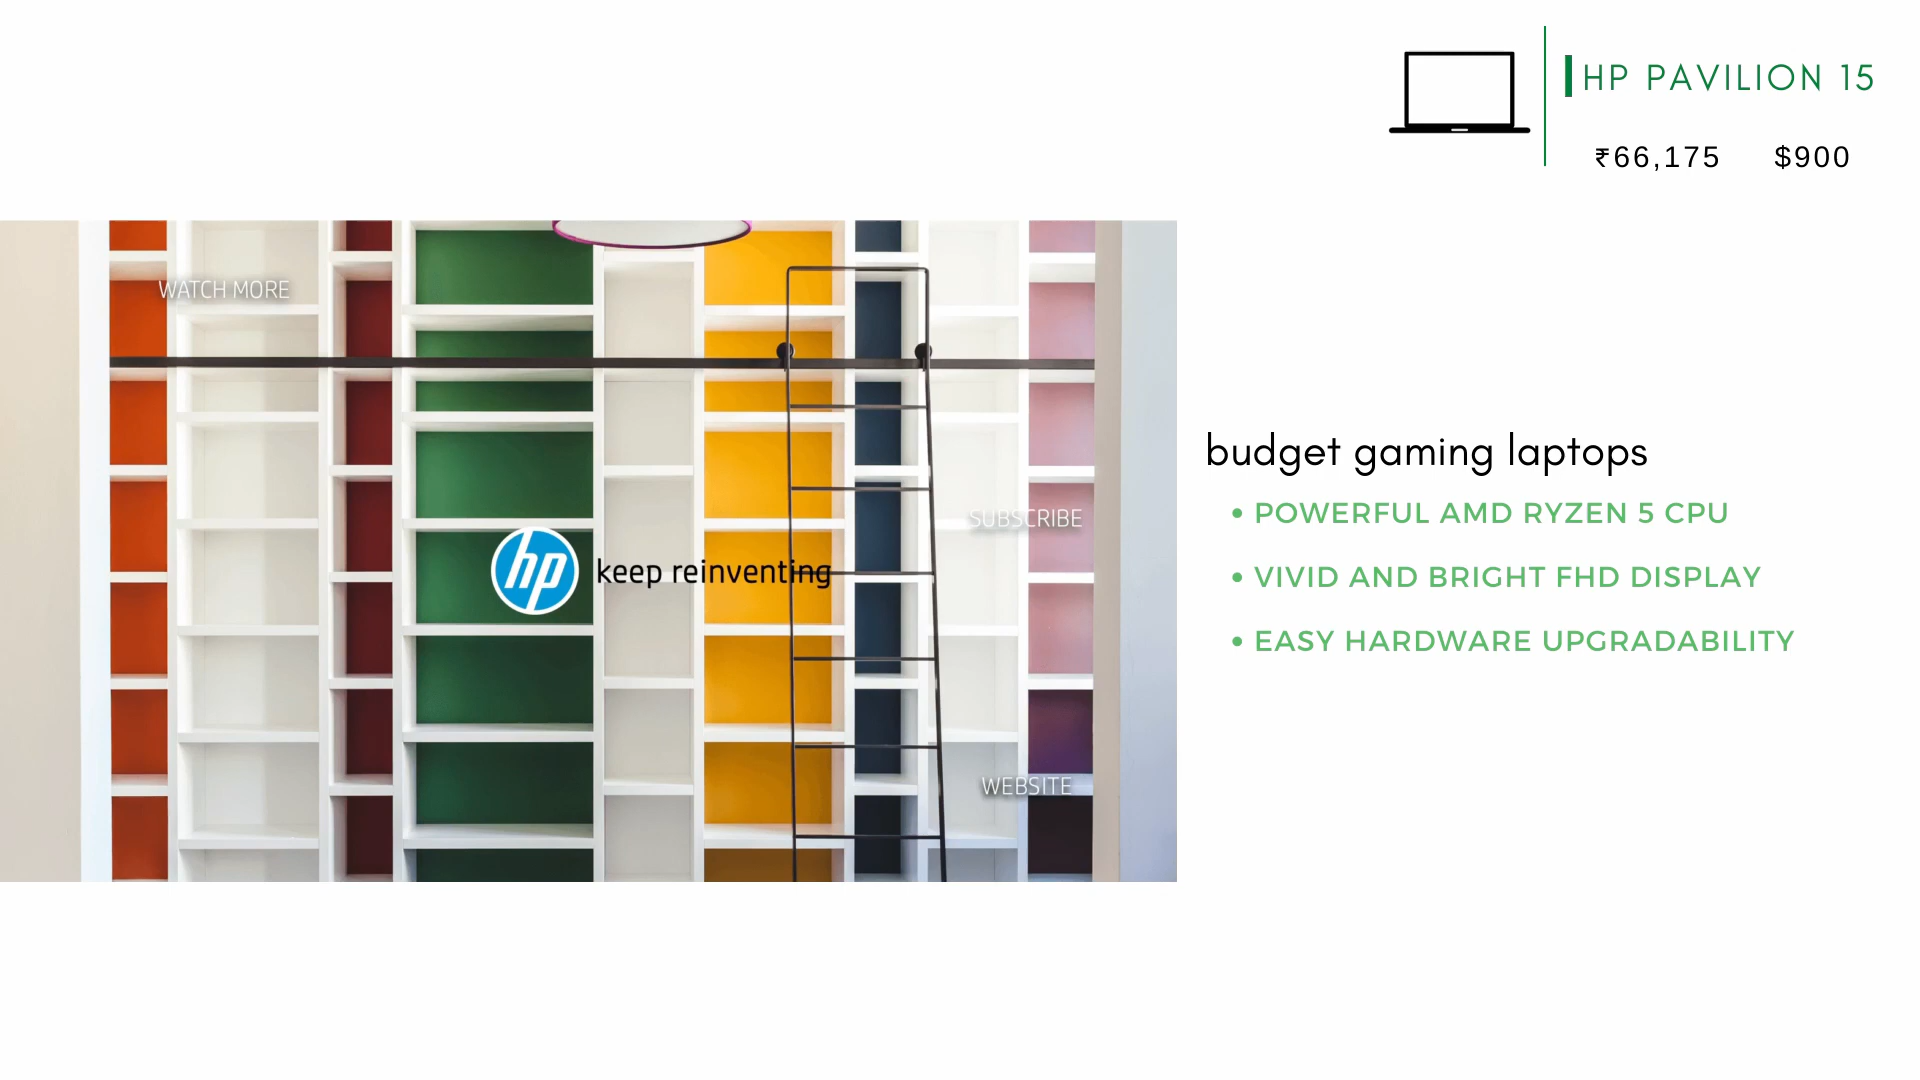 HP PAVILION 15
₹66,175 $900
WATCH MORE
SUBSCRIBE
hp keep reinventing
WEBSITE
budget gaming laptops
• POWERFUL AMD RYZEN 5 CPU
• VIVID AND BRIGHT FHD DISPLAY
• EASY HARDWARE UPGRADABILITY